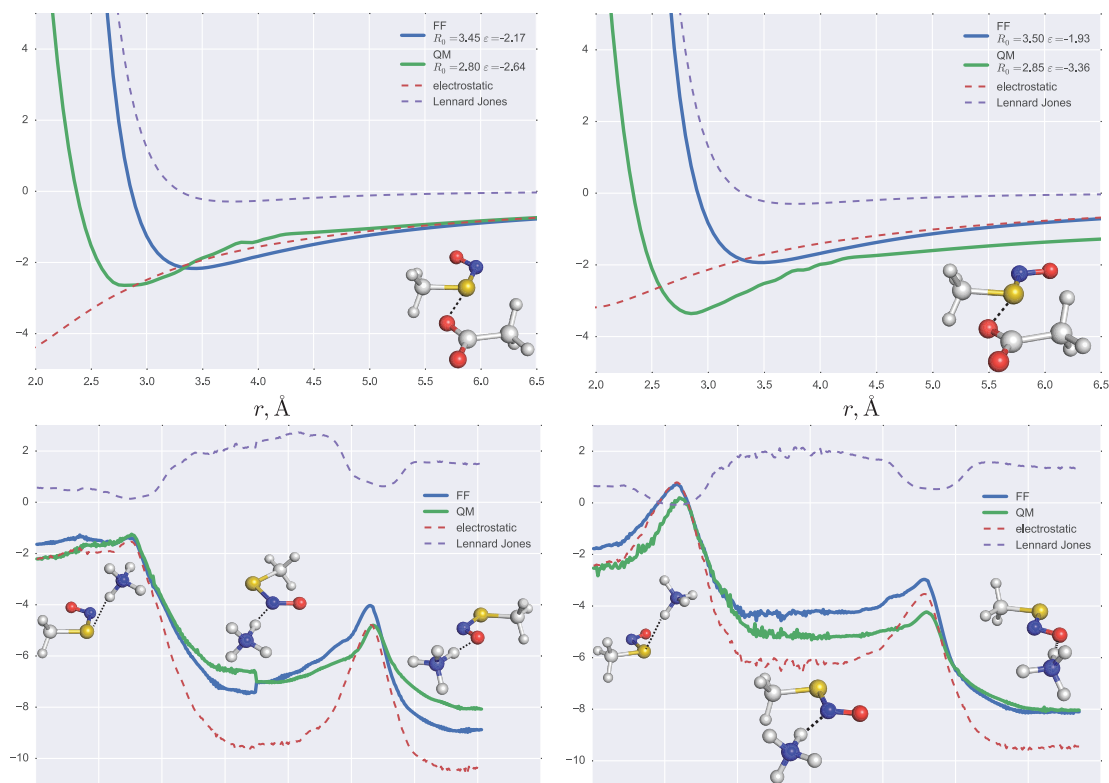 FF
R₀ =3.45 ε=-2.17
QM
R₀ =2.80 ε=-2.64
electrostatic
Lennard Jones
4
2
0
−2
−4
2.0 2.5 3.0 3.5 4.0 4.5 5.0 5.5 6.0 6.5
r, Å
FF
R₀ =3.50 ε=-1.93
QM
R₀ =2.85 ε=-3.36
electrostatic
Lennard Jones
4
2
0
−2
−4
2.0 2.5 3.0 3.5 4.0 4.5 5.0 5.5 6.0 6.5
r, Å
FF
QM
electrostatic
Lennard Jones
2
0
−2
−4
−6
−8
−10
FF
QM
electrostatic
Lennard Jones
2
0
−2
−4
−6
−8
−10